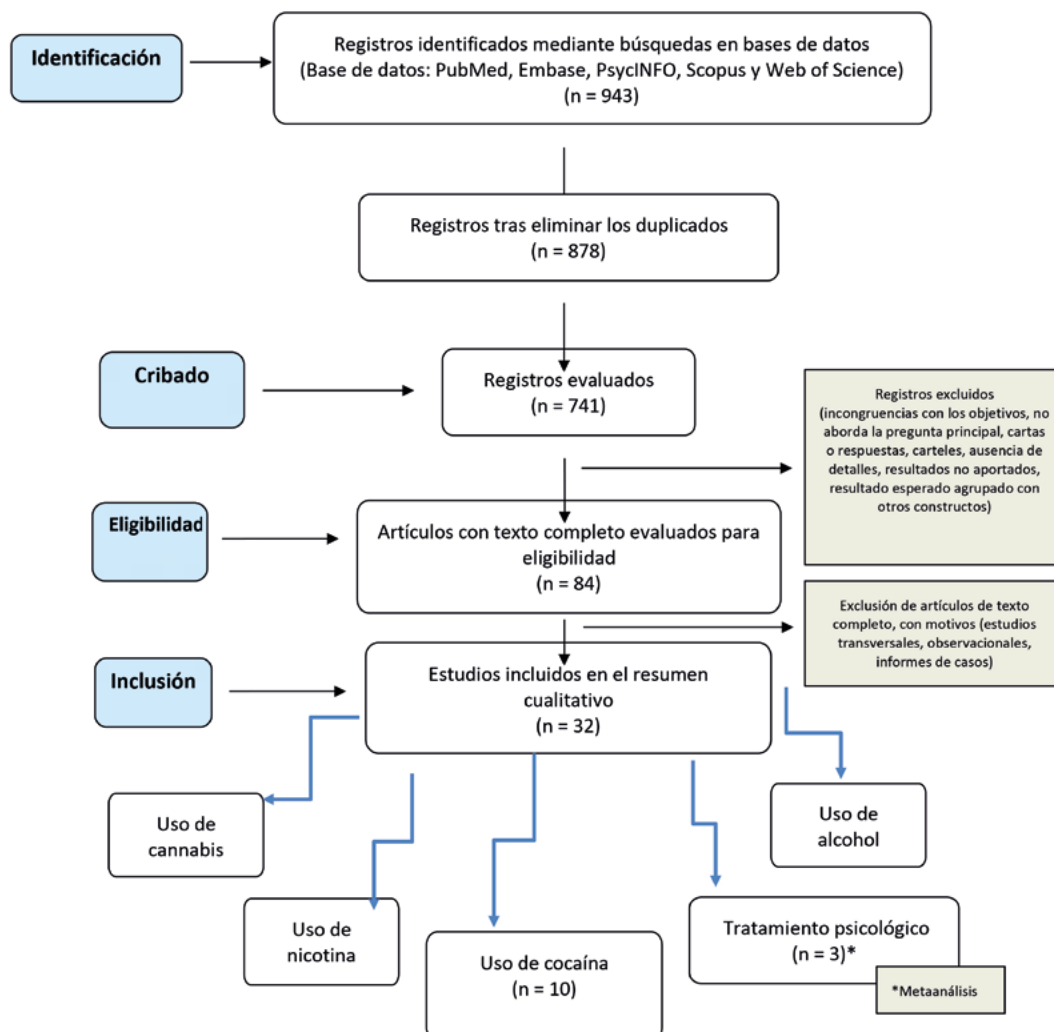 Identificación
Registros identificados mediante búsquedas en bases de datos
(Base de datos: PubMed, Embase, PsycINFO, Scopus y Web of Science)
(n = 943)
Registros tras eliminar los duplicados
(n = 878)
Cribado
Registros evaluados
(n = 741)
Registros excluidos
(incongruencias con los objetivos, no
aborda la pregunta principal, cartas
o respuestas, carteles, ausencia de
detalles, resultados no aportados,
resultado esperado agrupado con
otros constructos)
Eligibilidad
Artículos con texto completo evaluados para
eligibilidad
(n = 84)
Exclusión de artículos de texto
completo, con motivos (estudios
transversales, observacionales,
informes de casos)
Inclusión
Estudios incluidos en el resumen
cualitativo
(n = 32)
Uso de
cannabis
Uso de
nicotina
Uso de cocaína
(n = 10)
Tratamiento psicológico
(n = 3)*
*Metaanálisis
Uso de
alcohol